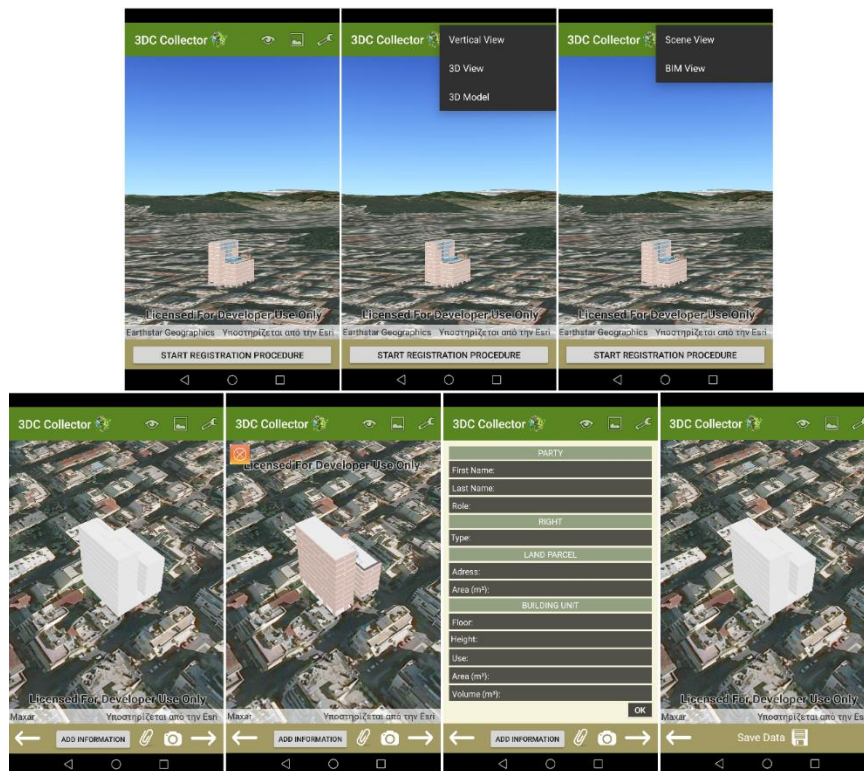 3DC Collector
Licensed For Developer Use Only
Earthstar Geographics Υποστηρίζεται από την Esri
START REGISTRATION PROCEDURE
3DC Collector
Vertical View
3D View
3D Model
Licensed For Developer Use Only
Earthstar Geographics Υποστηρίζεται από την Esri
START REGISTRATION PROCEDURE
3DC Collector
Scene View
BIM View
Licensed For Developer Use Only
Earthstar Geographics Υποστηρίζεται από την Esri
START REGISTRATION PROCEDURE
3DC Collector
Licensed For Developer Use Only
Maxar Υποστηρίζεται από την Esri
ADD INFORMATION
3DC Collector
Licensed For Developer Use Only
Maxar Υποστηρίζεται από την Esri
ADD INFORMATION
3DC Collector
PARTY
First Name:
Last Name:
Role:
RIGHT
Type:
LAND PARCEL
Adress:
Area (m²):
BUILDING UNIT
Floor:
Height:
Use:
Area (m²):
Volume (m³):
OK
ADD INFORMATION
3DC Collector
Licensed For Developer Use Only
Maxar Υποστηρίζεται από την Esri
Save Data